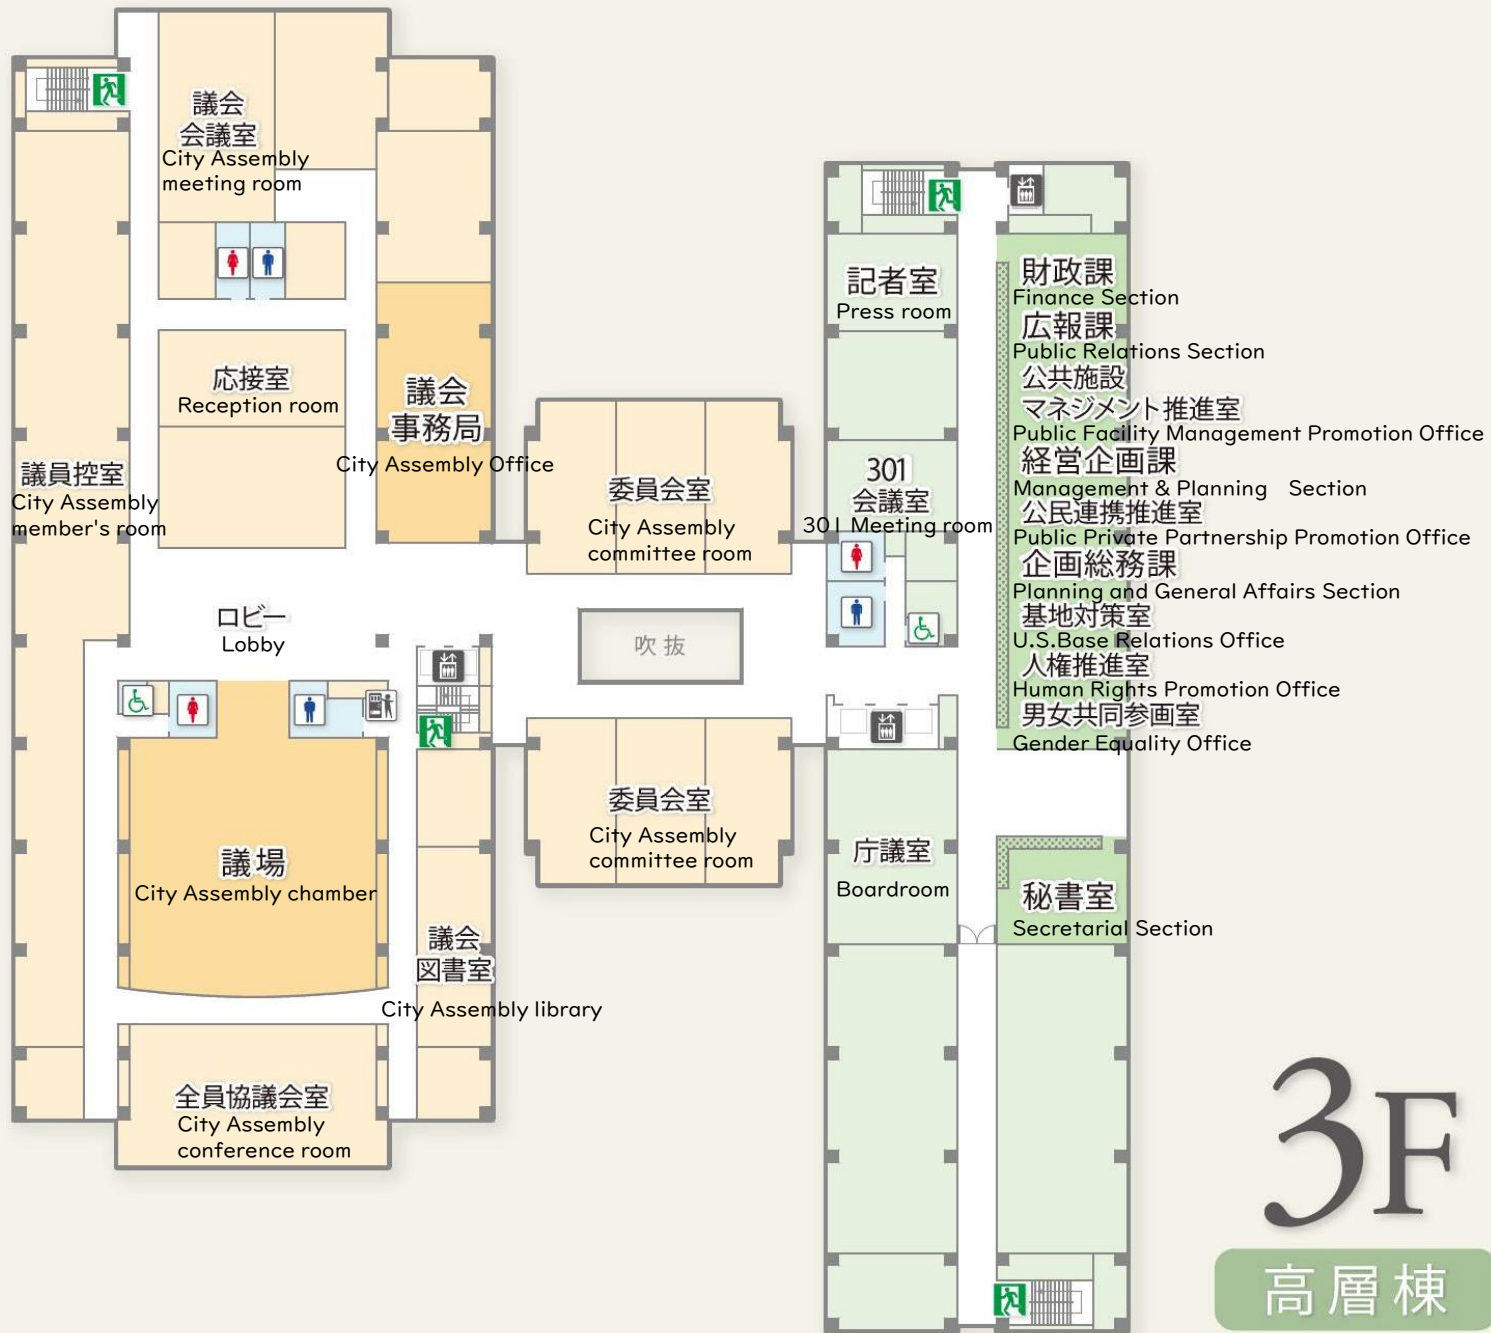 議会
会議室
City Assembly
meeting room
応接室
Reception room
議会
事務局
City Assembly Office
議員控室
City Assembly
member's room
ロビー
Lobby
議場
City Assembly chamber
議会
図書室
City Assembly library
全員協議会室
City Assembly
conference room
委員会室
City Assembly
committee room
吹抜
委員会室
City Assembly
committee room
記者室
Press room
301
会議室
301 Meeting room
庁議室
Boardroom
財政課
Finance Section
広報課
Public Relations Section
公共施設
マネジメント推進室
Public Facility Management Promotion Office
経営企画課
Management & Planning Section
公民連携推進室
Public Private Partnership Promotion Office
企画総務課
Planning and General Affairs Section
基地対策室
U.S.Base Relations Office
人権推進室
Human Rights Promotion Office
男女共同参画室
Gender Equality Office
秘書室
Secretarial Section
3F
高層棟